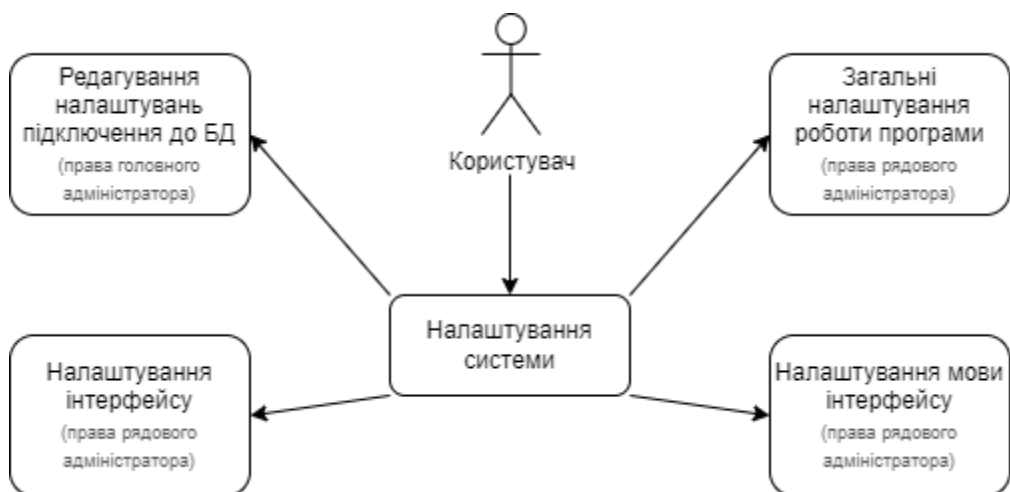 Редагування
налаштувань
підключення до БД
(права головного
адміністратора)
Користувач
Загальні
налаштування
роботи програми
(права рядового
адміністратора)
Налаштування
системи
Налаштування
інтерфейсу
(права рядового
адміністратора)
Налаштування мови
інтерфейсу
(права рядового
адміністратора)